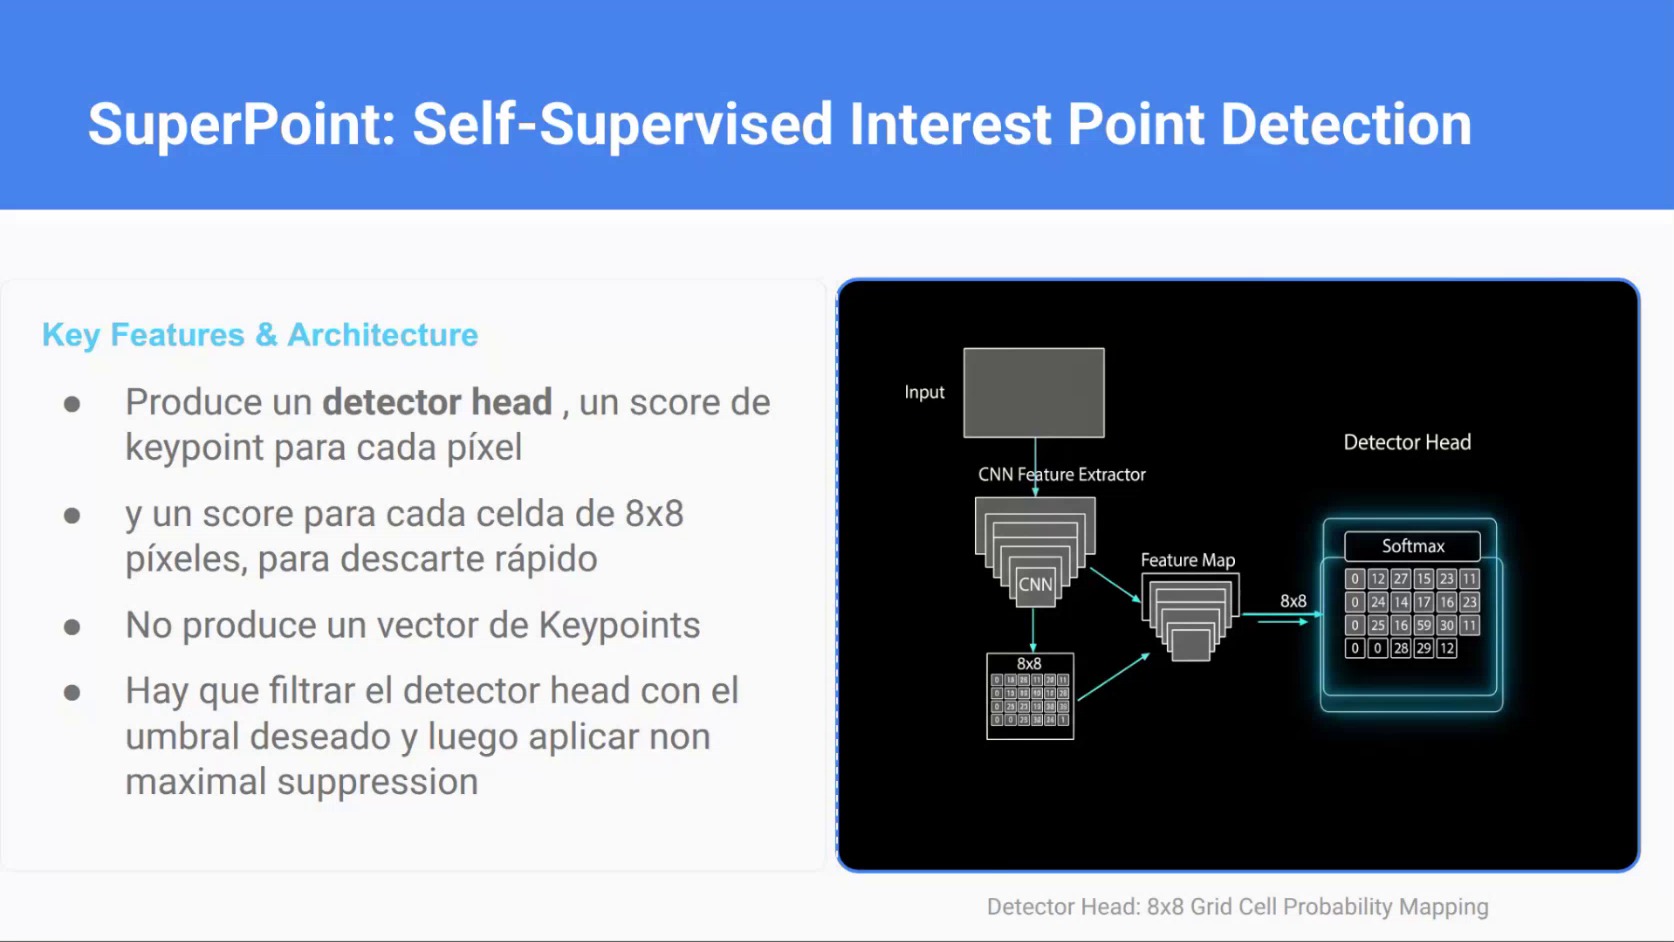 SuperPoint: Self-Supervised Interest Point Detection
Key Features & Architecture
● Produce un detector head , un score de
keypoint para cada píxel
● y un score para cada celda de 8x8
píxeles, para descarte rápido
● No produce un vector de Keypoints
● Hay que filtrar el detector head con el
umbral deseado y luego aplicar non
maximal suppression
Input
CNN Feature Extractor
CNN
8x8
Feature Map
8x8
Detector Head
Softmax
0 12 27 15 23 11
0 24 14 17 16 23
0 25 16 59 30 11
0 0 28 29 12
Detector Head: 8x8 Grid Cell Probability Mapping